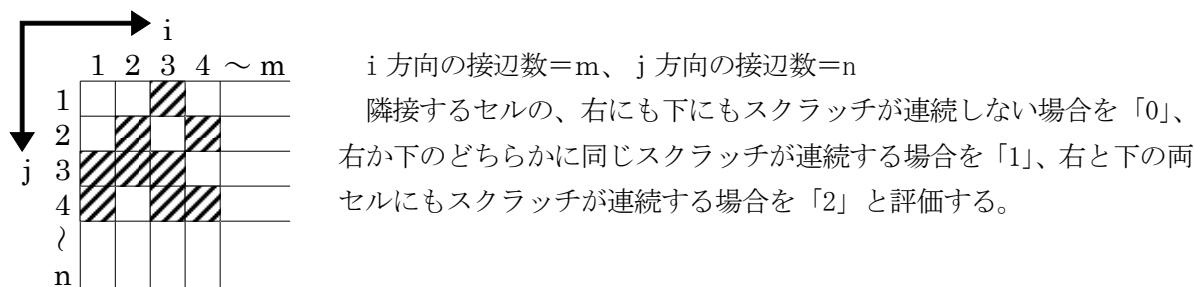 i
1 2 3 4 ～ m
1
2
j 3
4
～
n
i 方向の接辺数＝m、 j 方向の接辺数＝n
隣接するセルの、右にも下にもスクラッチが連続しない場合を「0」、
右か下のどちらかに同じスクラッチが連続する場合を「1」、右と下の両
セルにもスクラッチが連続する場合を「2」と評価する。